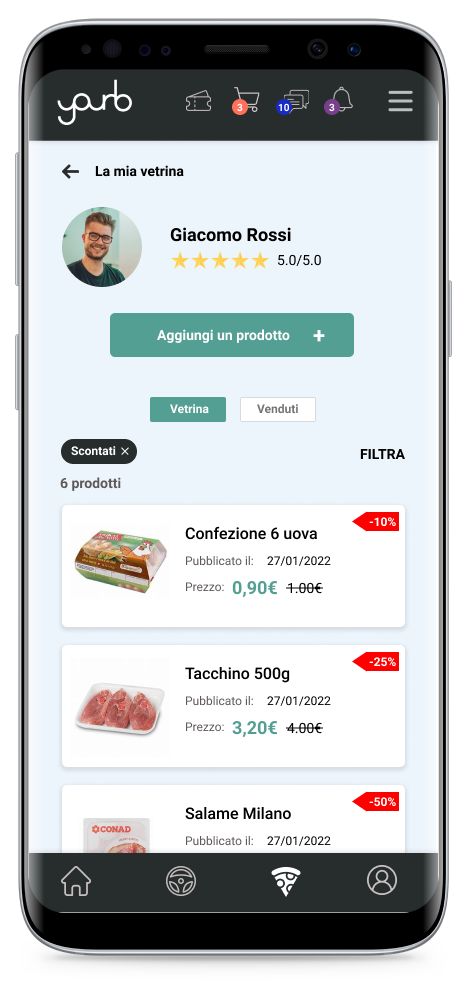 yourb
3
10
3
La mia vetrina
Giacomo Rossi
5.0/5.0
Aggiungi un prodotto +
Vetrina
Venduti
Scontati ×
FILTRA
6 prodotti
-10%
Confezione 6 uova
Pubblicato il: 27/01/2022
Prezzo: 0,90€ 1.00€
-25%
Tacchino 500g
Pubblicato il: 27/01/2022
Prezzo: 3,20€ 4.00€
-50%
Salame Milano
CONAD
Pubblicato il: 27/01/2022